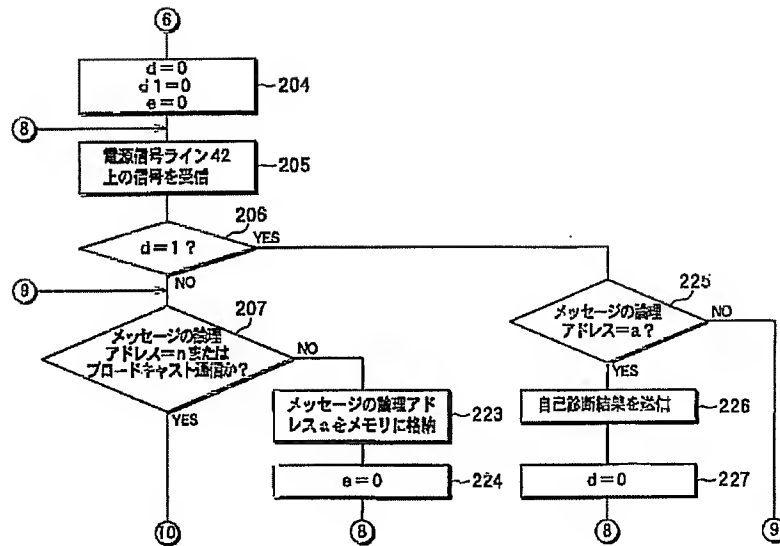 ⑥
d=0
d1=0
e=0
204
⑧
電源信号ライン42
上の信号を受信
205
206
d=1?
YES
NO
⑨
207
メッセージの論理
アドレス=nまたは
ブロードキャスト通信か?
NO
YES
225
メッセージの論理
アドレス=a?
NO
YES
メッセージの論理アド
レスaをメモリに格納
223
自己診断結果を送信
226
e=0
224
d=0
227
⑩
⑧
⑧
⑨